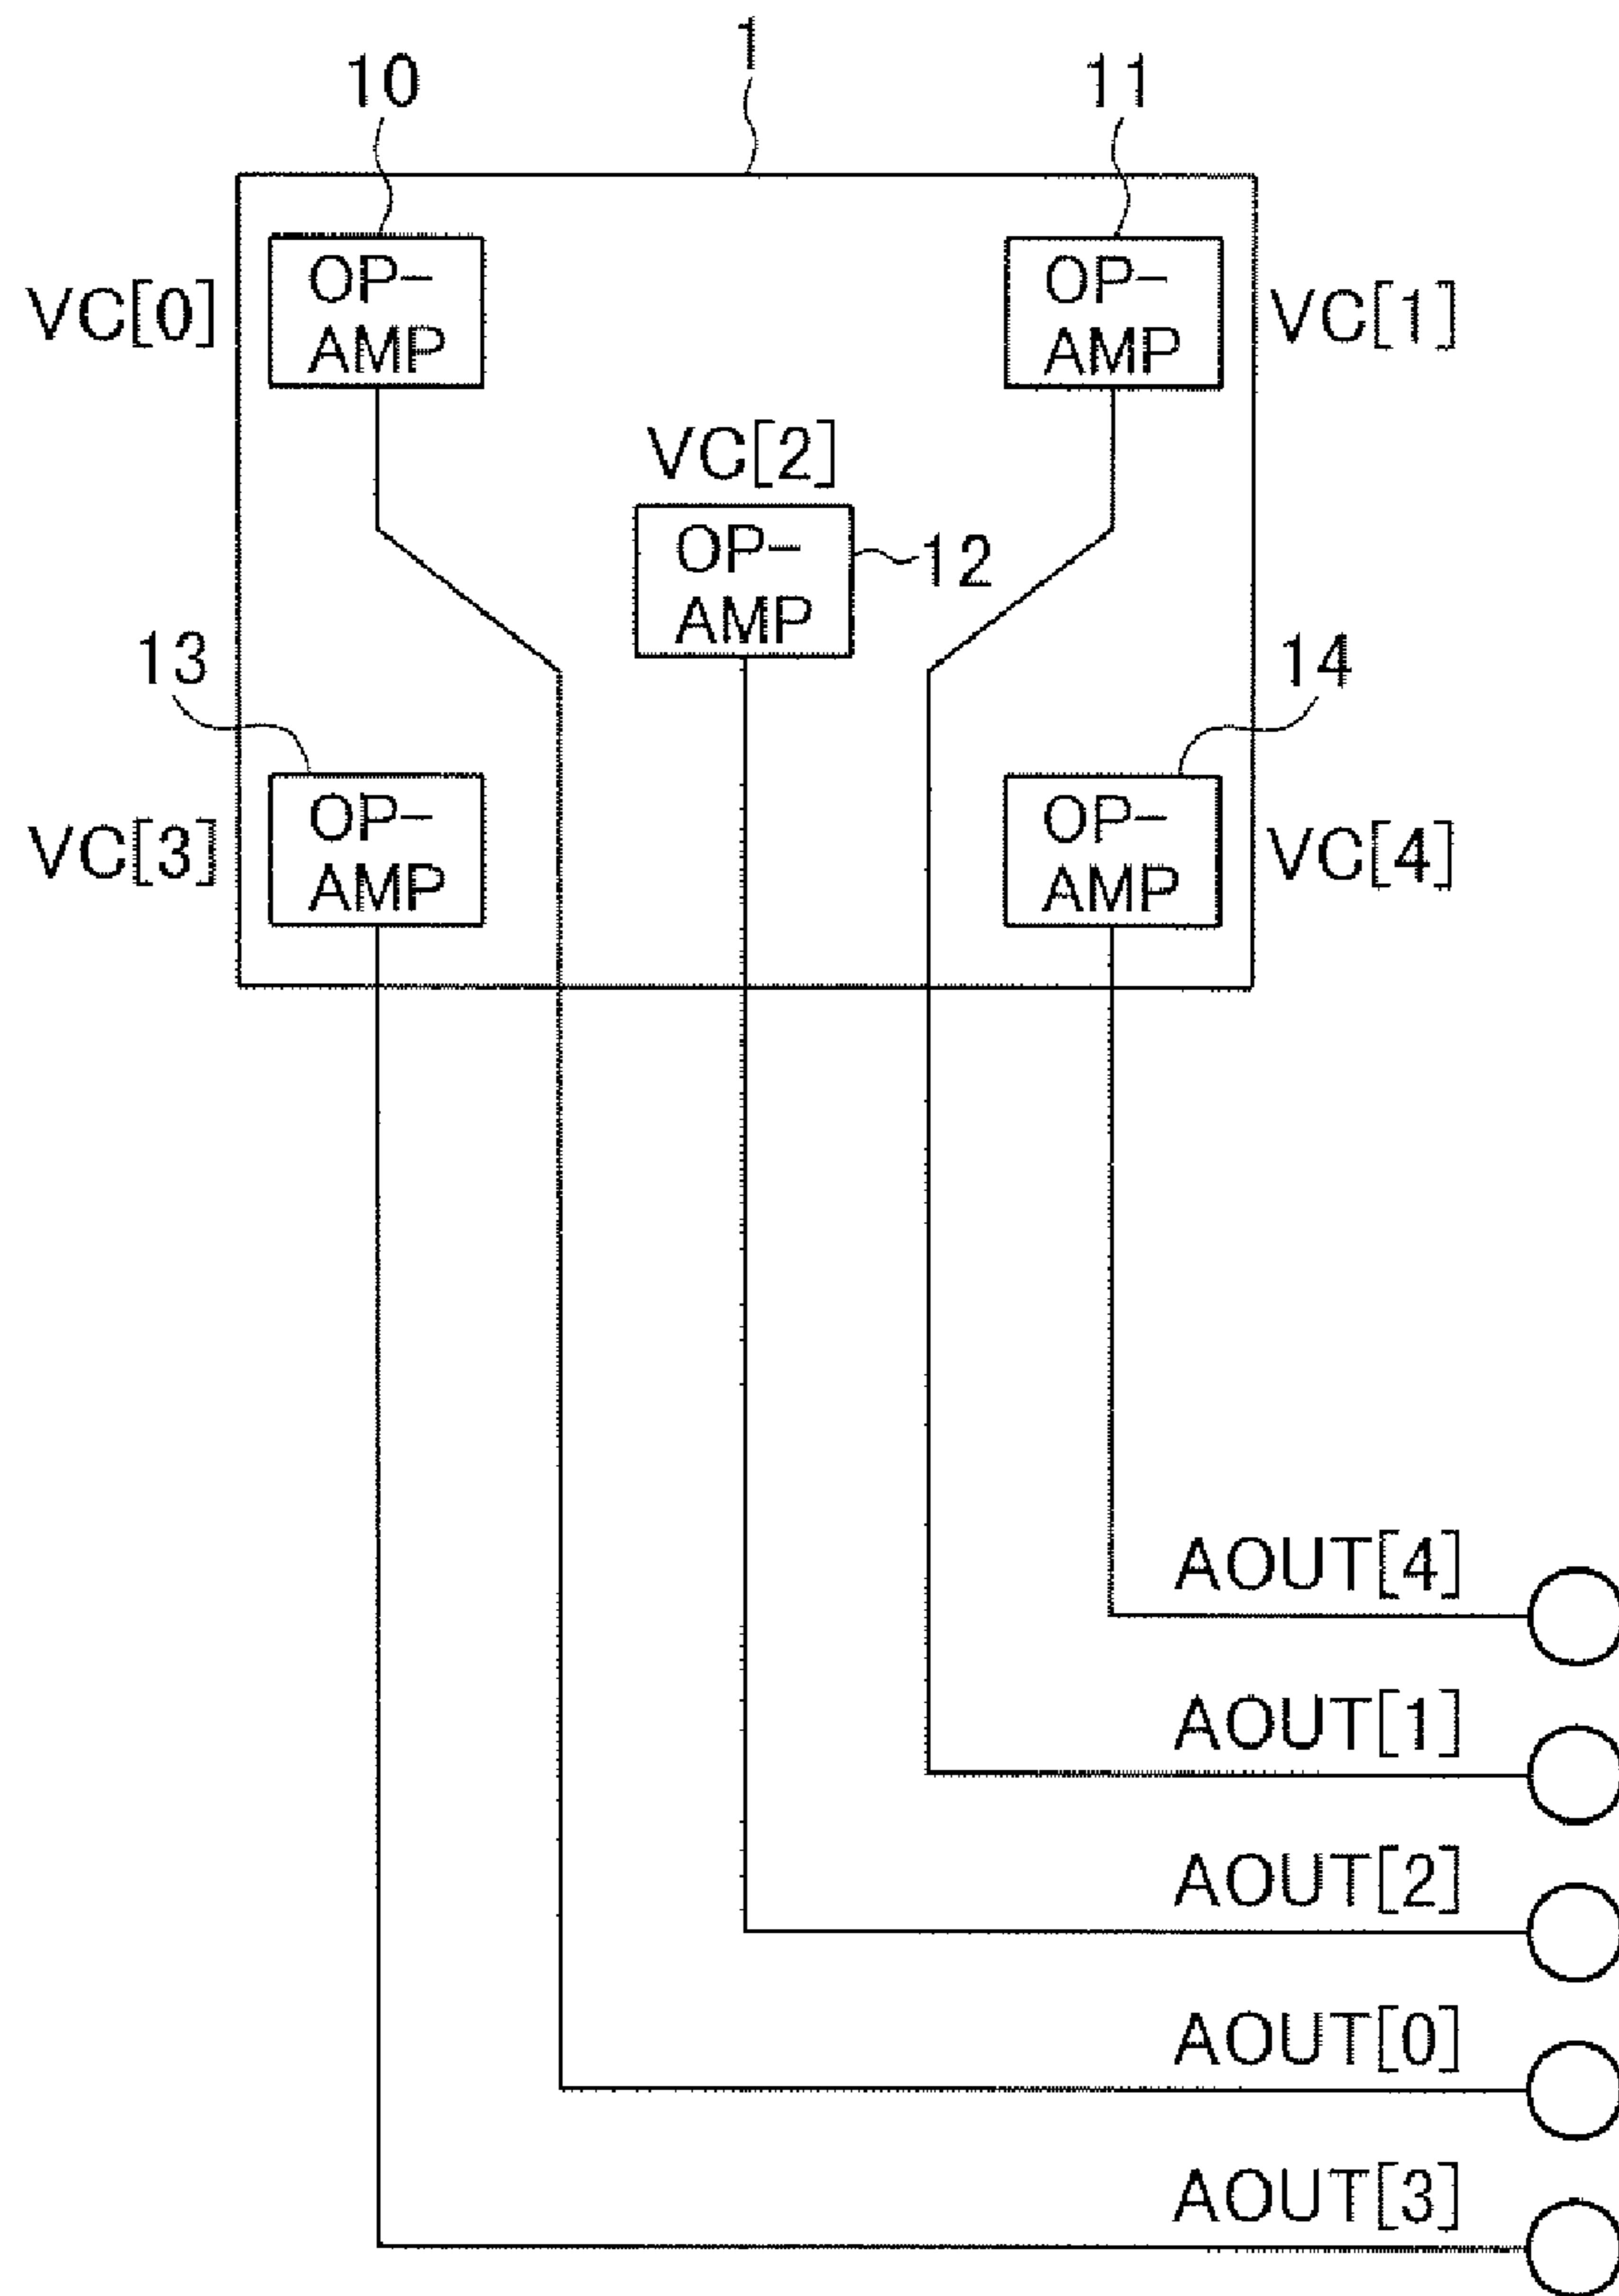 1
10
11
OP-
AMP
VC[0]
OP-
AMP
VC[1]
VC[2]
OP-
AMP
12
13
14
OP-
AMP
VC[3]
OP-
AMP
VC[4]
AOUT[4]
AOUT[1]
AOUT[2]
AOUT[0]
AOUT[3]